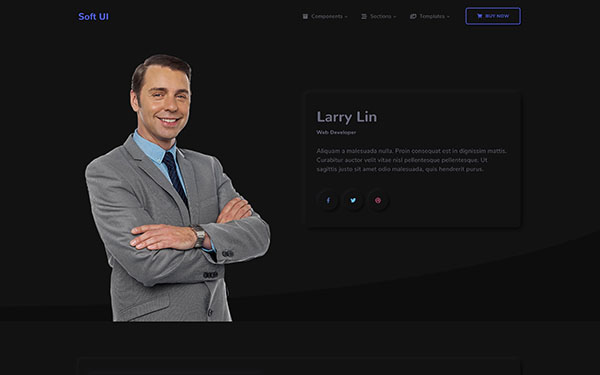 Soft UI
Components
Sections
Templates
BUY NOW
Larry Lin
Web Developer
Aliquam a malesuada nulla. Proin consequat est in dignissim mattis.
Curabitur auctor velit vitae nisl pellentesque pellentesque. Ut
sagittis justo sit amet odio malesuada, quis hendrerit purus.